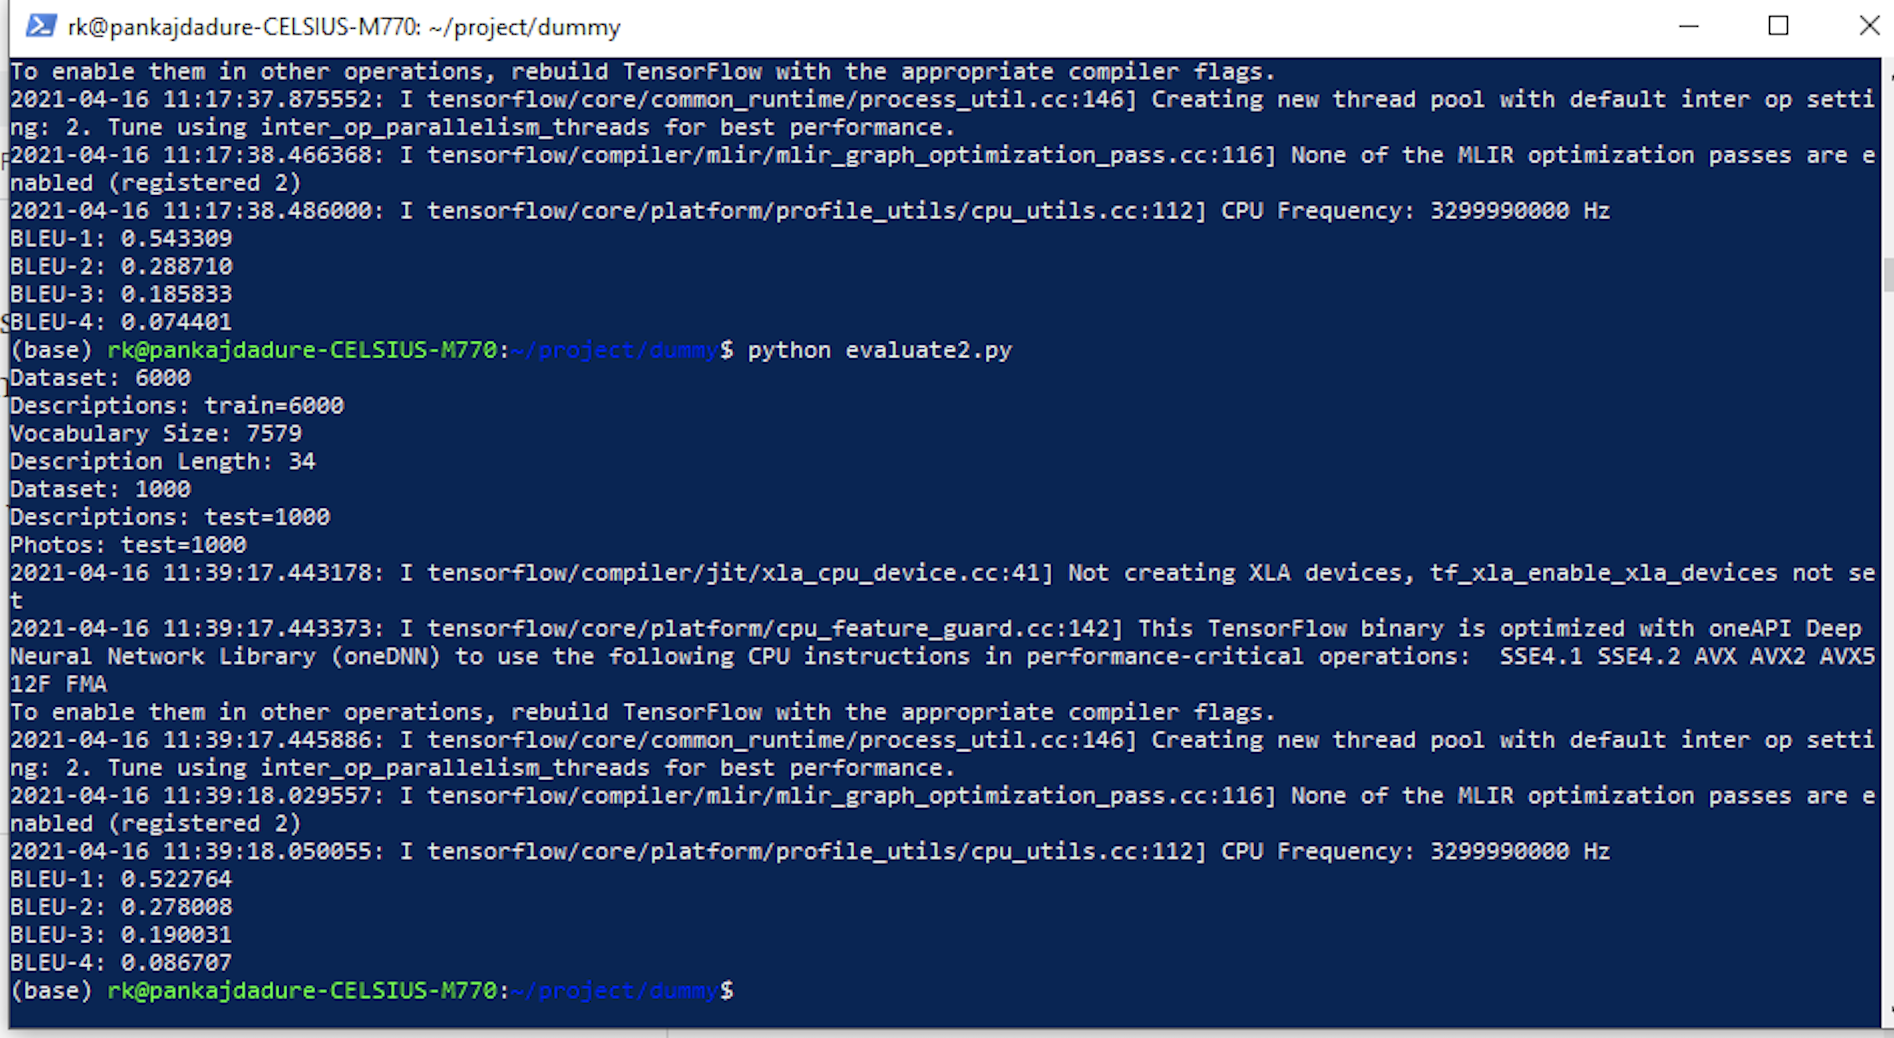 rk@pankajdadure-CELSIUS-M770: ~/project/dummy
To enable them in other operations, rebuild TensorFlow with the appropriate compiler flags.
2021-04-16 11:17:37.875552: I tensorflow/core/common_runtime/process_util.cc:146] Creating new thread pool with default inter op setti
ng: 2. Tune using inter_op_parallelism_threads for best performance.
2021-04-16 11:17:38.466368: I tensorflow/compiler/mlir/mlir_graph_optimization_pass.cc:116] None of the MLIR optimization passes are e
nabled (registered 2)
2021-04-16 11:17:38.486000: I tensorflow/core/platform/profile_utils/cpu_utils.cc:112] CPU Frequency: 3299990000 Hz
BLEU-1: 0.543309
BLEU-2: 0.288710
BLEU-3: 0.185833
BLEU-4: 0.074401
(base) rk@pankajdadure-CELSIUS-M770:~/project/dummy$ python evaluate2.py
Dataset: 6000
Descriptions: train=6000
Vocabulary Size: 7579
Description Length: 34
Dataset: 1000
Descriptions: test=1000
Photos: test=1000
2021-04-16 11:39:17.443178: I tensorflow/compiler/jit/xla_cpu_device.cc:41] Not creating XLA devices, tf_xla_enable_xla_devices not se
t
2021-04-16 11:39:17.443373: I tensorflow/core/platform/cpu_feature_guard.cc:142] This TensorFlow binary is optimized with oneAPI Deep
Neural Network Library (oneDNN) to use the following CPU instructions in performance-critical operations:  SSE4.1 SSE4.2 AVX AVX2 AVX5
12F FMA
To enable them in other operations, rebuild TensorFlow with the appropriate compiler flags.
2021-04-16 11:39:17.445886: I tensorflow/core/common_runtime/process_util.cc:146] Creating new thread pool with default inter op setti
ng: 2. Tune using inter_op_parallelism_threads for best performance.
2021-04-16 11:39:18.029557: I tensorflow/compiler/mlir/mlir_graph_optimization_pass.cc:116] None of the MLIR optimization passes are e
nabled (registered 2)
2021-04-16 11:39:18.050055: I tensorflow/core/platform/profile_utils/cpu_utils.cc:112] CPU Frequency: 3299990000 Hz
BLEU-1: 0.522764
BLEU-2: 0.278008
BLEU-3: 0.190031
BLEU-4: 0.086707
(base) rk@pankajdadure-CELSIUS-M770:~/project/dummy$